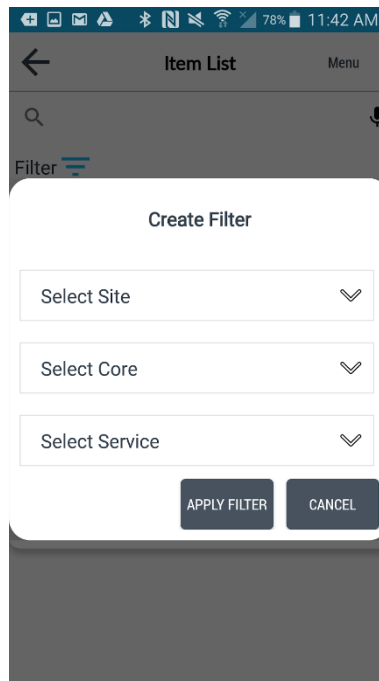 78% 11:42 AM
Item List Menu
Filter
Create Filter
Select Site
Select Core
Select Service
APPLY FILTER CANCEL